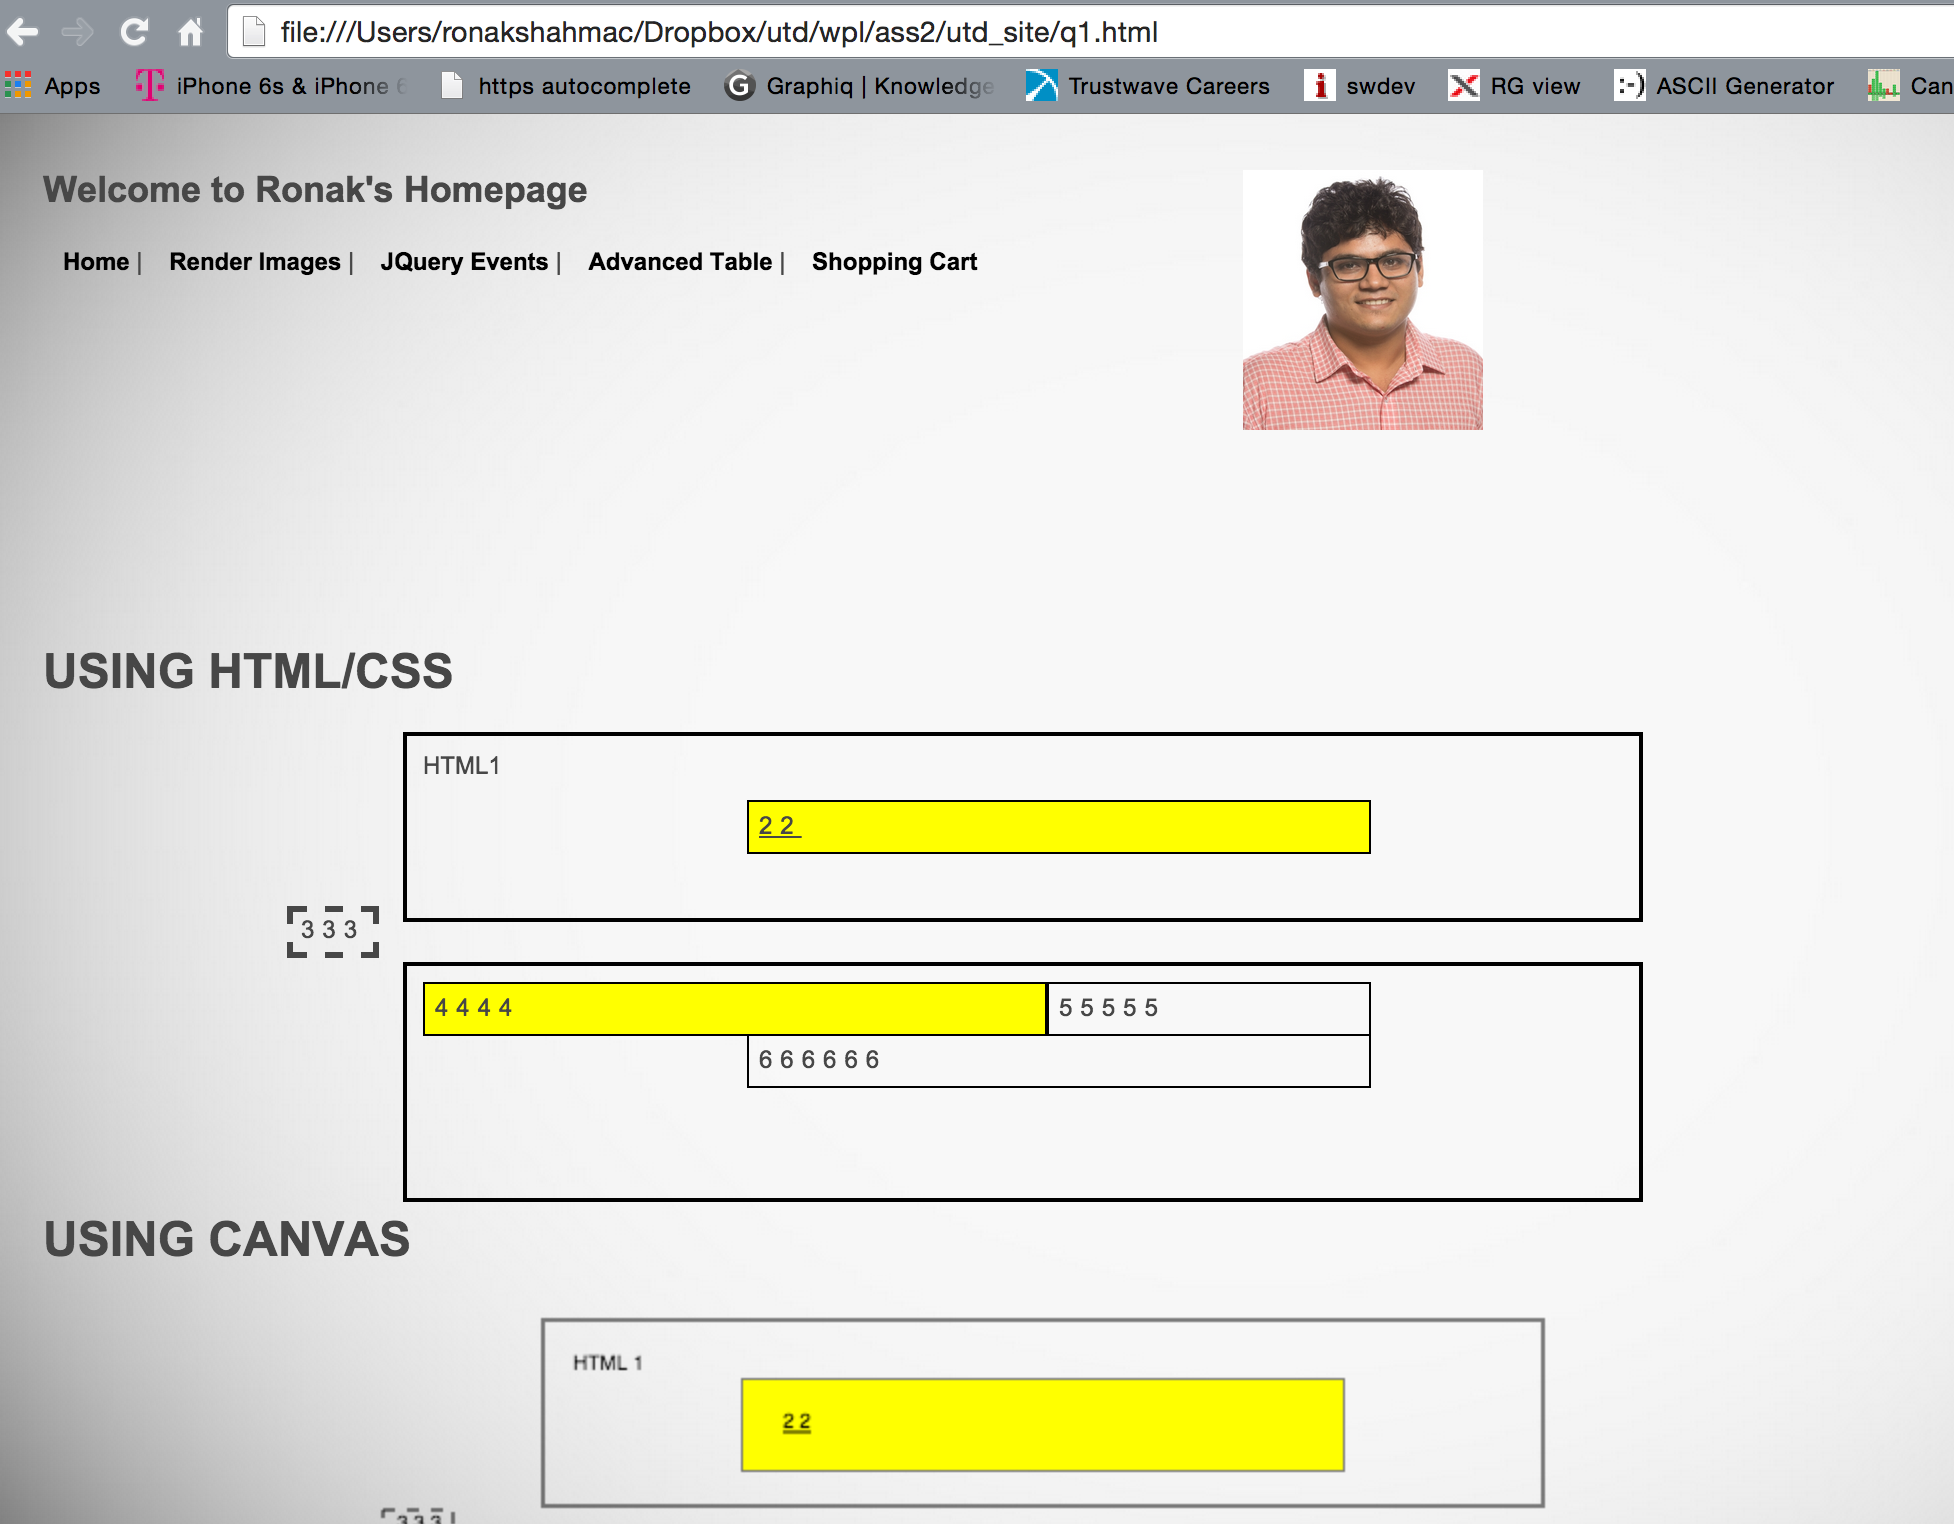 file:///Users/ronakshahmac/Dropbox/utd/wpl/ass2/utd_site/q1.html
Apps iPhone 6s & iPhone 6 https autocomplete Graphiq | Knowledge Trustwave Careers swdev RG view :-) ASCII Generator Can
Welcome to Ronak's Homepage
Home | Render Images | JQuery Events | Advanced Table | Shopping Cart
USING HTML/CSS
HTML1
2 2
3 3 3
4 4 4 4 5 5 5 5 5
6 6 6 6 6 6
USING CANVAS
HTML 1
2 2
3 3 3